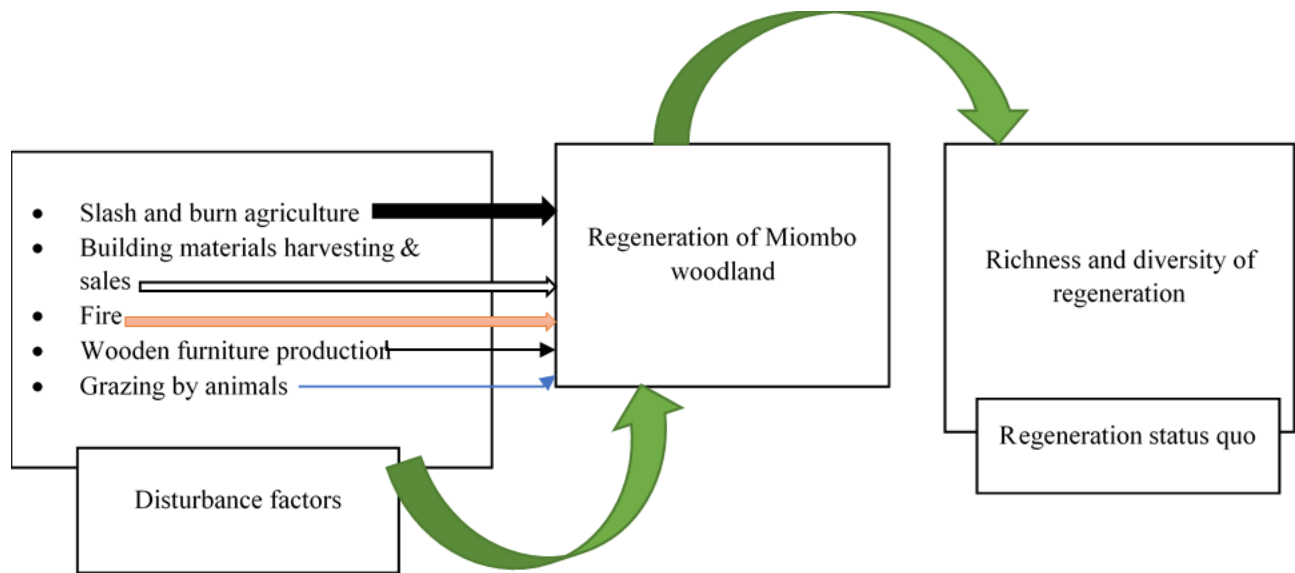 • Slash and burn agriculture
• Building materials harvesting &
sales
• Fire
• Wooden furniture production
• Grazing by animals
Disturbance factors
Regeneration of Miombo
woodland
Richness and diversity of
regeneration
Regeneration status quo